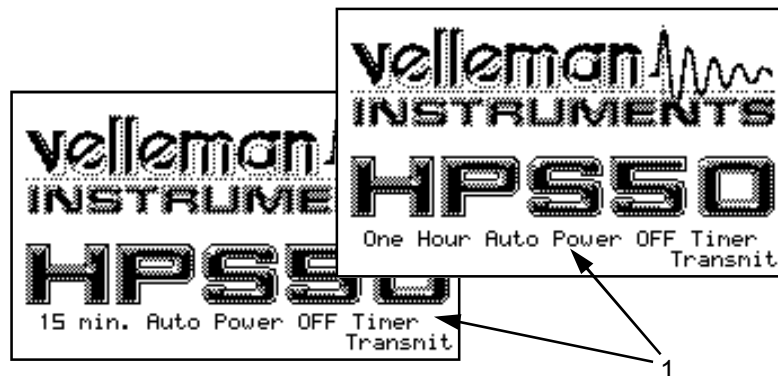 velleman
INSTRUMENTS
HPS50
One Hour Auto Power OFF Timer
Transmit
velleman
INSTRUME
HPS50
15 min. Auto Power OFF Timer
Transmit
1